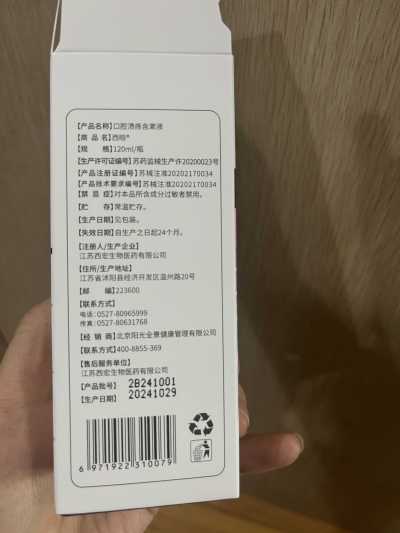 【产品名称】口腔溃疡含漱液
【商 品 名】西晗®
【规　　格】120ml/瓶
【生产许可证编号】苏药监械生产许20200023号
【产品注册证编号】苏械注准20202170034
【产品技术要求编号】苏械注准20202170034
【禁 忌 症】对本品所含成分过敏者禁用。
【贮　　存】常温贮存。
【生产日期】见包装。
【失效日期】自生产之日起24个月。
【注册人/生产企业】
江苏西宏生物医药有限公司
【住所/生产地址】
江苏省沭阳县经济开发区温州路20号
【邮　　编】223600
【联系方式】
电话:0527-80965999
传真:0527-80631768
【经 销 商】北京阳光全景健康管理有限公司
【联系方式】400-8855-369
【售后服务单位】
江苏西宏生物医药有限公司
【产品批号】 2B241001
【生产日期】 20241029
6 971922 310079